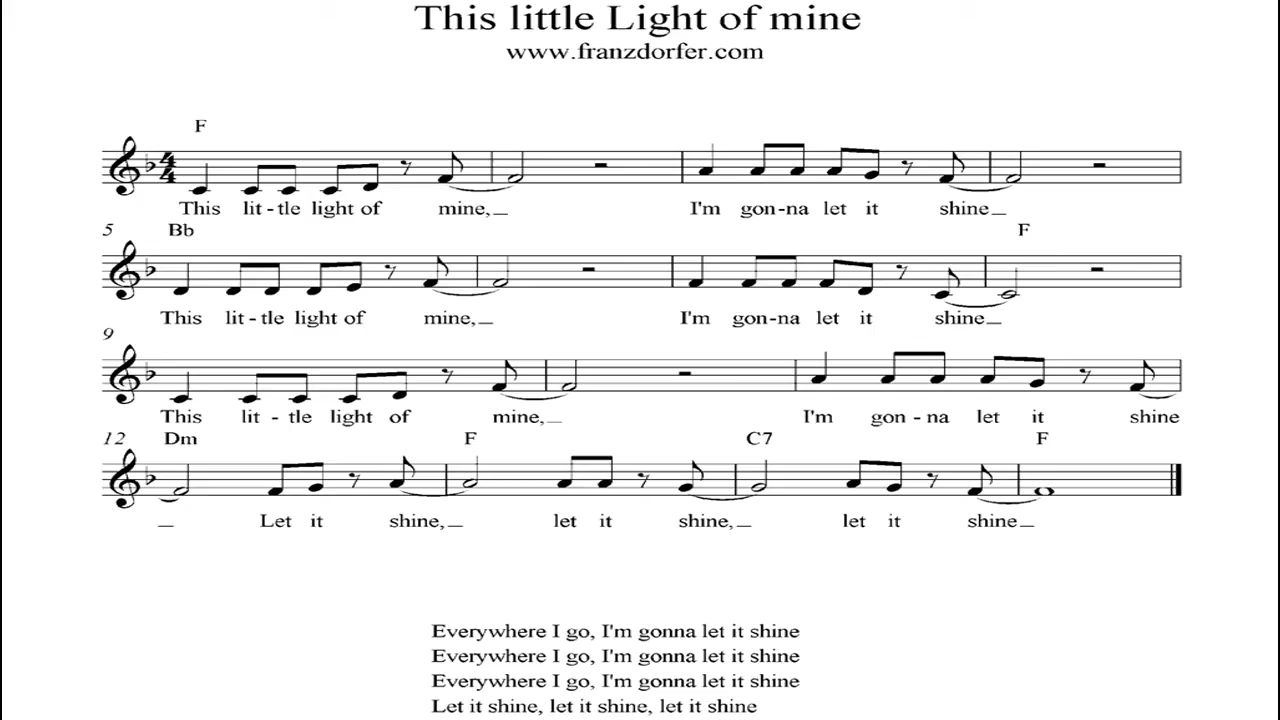 This little Light of mine
www.franzdorfer.com
F
4 4
This lit - tle light of mine, _ I'm gon - na let it shine _
5 Bb F
This lit - tle light of mine, _ I'm gon - na let it shine _
9
This lit - tle light of mine, _ I'm gon - na let it shine
12 Dm F C7 F
_ Let it shine, _ let it shine, _ let it shine _
Everywhere I go, I'm gonna let it shine
Everywhere I go, I'm gonna let it shine
Everywhere I go, I'm gonna let it shine
Let it shine, let it shine, let it shine